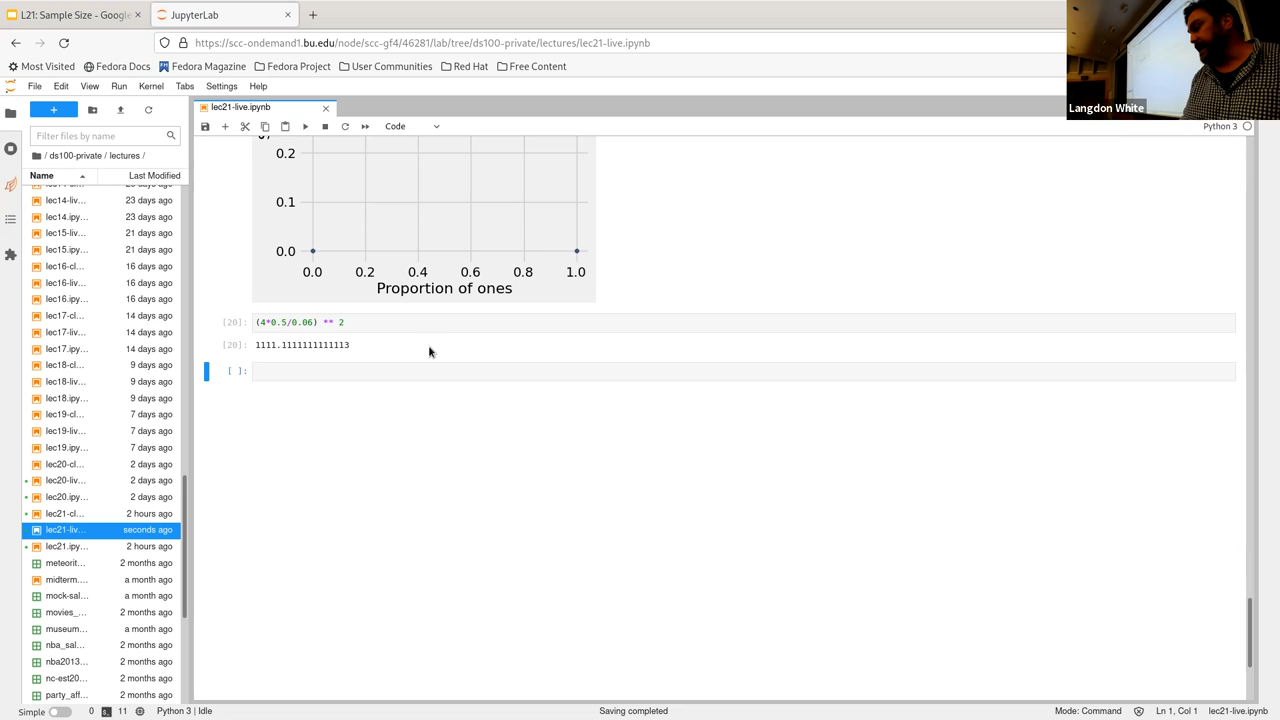 L21: Sample Size - Google
JupyterLab
https://scc-ondemand1.bu.edu/node/scc-gf4/46281/lab/tree/ds100-private/lectures/lec21-live.ipynb
Most Visited
Fedora Docs
Fedora Magazine
Fedora Project
User Communities
Red Hat
Free Content
Langdon White
File Edit View Run Kernel Tabs Settings Help
lec21-live.ipynb
Code
Python 3
Filter files by name
/ ds100-private / lectures /
Name Last Modified
lec14-liv... 23 days ago
lec14.ipy... 23 days ago
lec15-liv... 21 days ago
lec15.ipy... 21 days ago
lec16-cl... 16 days ago
lec16-liv... 16 days ago
lec16.ipy... 16 days ago
lec17-cl... 14 days ago
lec17-liv... 14 days ago
lec17.ipy... 14 days ago
lec18-cl... 9 days ago
lec18-liv... 9 days ago
lec18.ipy... 9 days ago
lec19-cl... 7 days ago
lec19-liv... 7 days ago
lec19.ipy... 7 days ago
lec20-cl... 2 days ago
lec20-liv... 2 days ago
lec20.ipy... 2 days ago
lec21-cl... 2 hours ago
lec21-liv... seconds ago
lec21.ipy... 2 hours ago
meteorit... 2 months ago
midterm.... a month ago
mock-sal... a month ago
movies_... 2 months ago
museum... a month ago
nba_sal... 2 months ago
nba2013... 2 months ago
nc-est20... 2 months ago
party_aff... 2 months ago
0.2
0.1
0.0
0.0 0.2 0.4 0.6 0.8 1.0
Proportion of ones
[20]: (4*0.5/0.06) ** 2
[20]: 1111.1111111111113
[ ]:
Simple 0 11 Python 3 | Idle Saving completed Mode: Command Ln 1, Col 1 lec21-live.ipynb